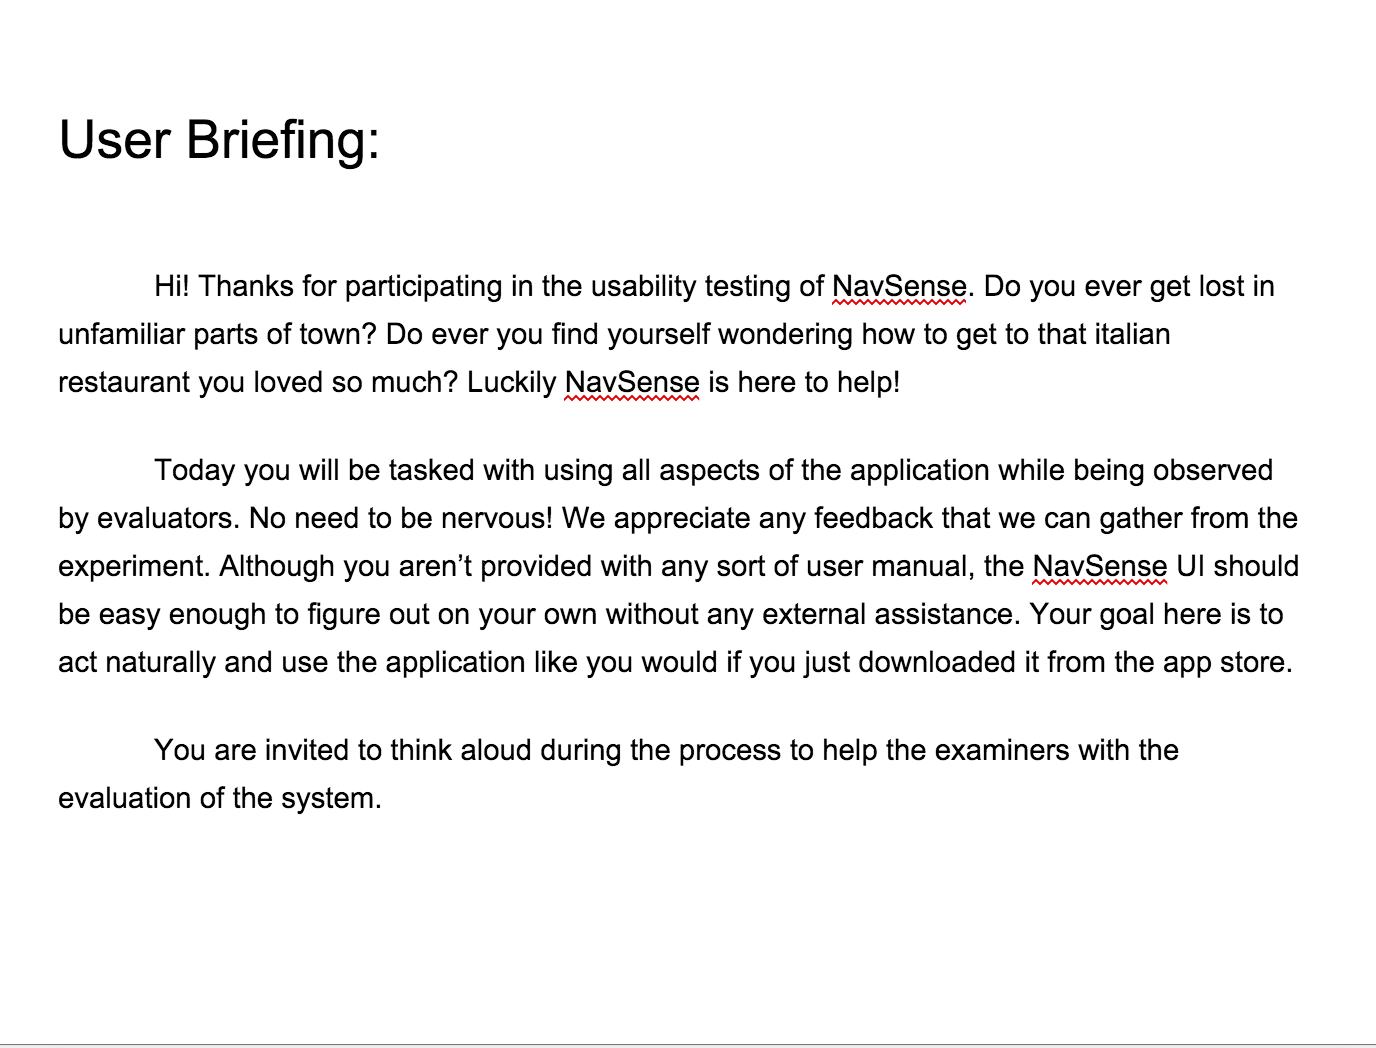 User Briefing:
Hi! Thanks for participating in the usability testing of NavSense. Do you ever get lost in
unfamiliar parts of town? Do ever you find yourself wondering how to get to that italian
restaurant you loved so much? Luckily NavSense is here to help!
Today you will be tasked with using all aspects of the application while being observed
by evaluators. No need to be nervous! We appreciate any feedback that we can gather from the
experiment. Although you aren’t provided with any sort of user manual, the NavSense UI should
be easy enough to figure out on your own without any external assistance. Your goal here is to
act naturally and use the application like you would if you just downloaded it from the app store.
You are invited to think aloud during the process to help the examiners with the
evaluation of the system.